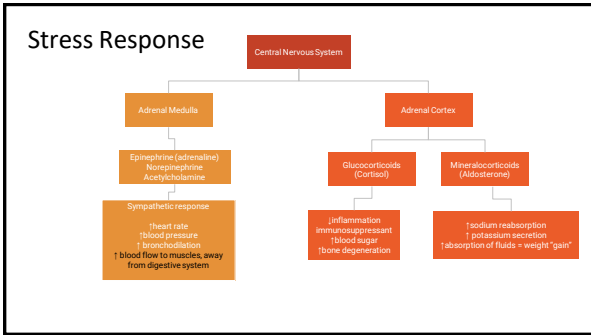 Stress Response
Central Nervous System
Adrenal Medulla
Adrenal Cortex
Epinephrine (adrenaline)
Norepinephrine
Acetylcholamine
Glucocorticoids
(Cortisol)
Mineralocorticoids
(Aldosterone)
Sympathetic response
↑heart rate
↑blood pressure
↑ bronchodilation
↑ blood flow to muscles, away
from digestive system
↓inflammation
immunosuppressant
↑blood sugar
↑bone degeneration
↑sodium reabsorption
↑ potassium secretion
↑absorption of fluids = weight "gain"